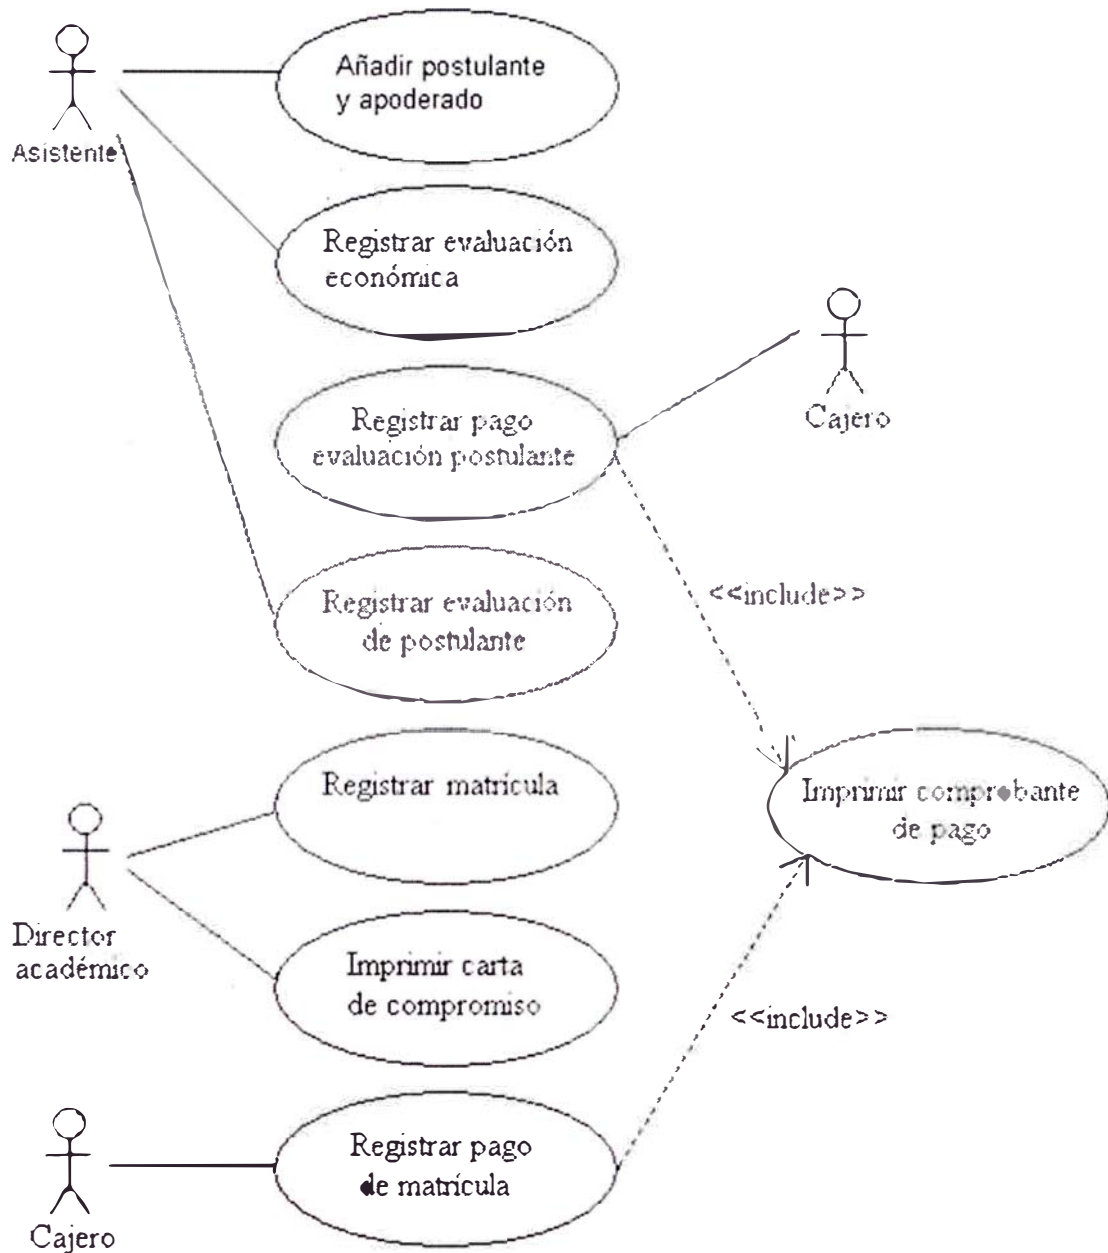 Añadir postulante
y apoderado
Asistente
Registrar evaluación
económica
Registrar pago
evaluación postulante
Cajero
<<include>>
Registrar evaluación
de postulante
Registrar matrícula
Imprimir comprobante
de pago
Director
académico
Imprimir carta
de compromiso
<<include>>
Registrar pago
de matrícula
Cajero